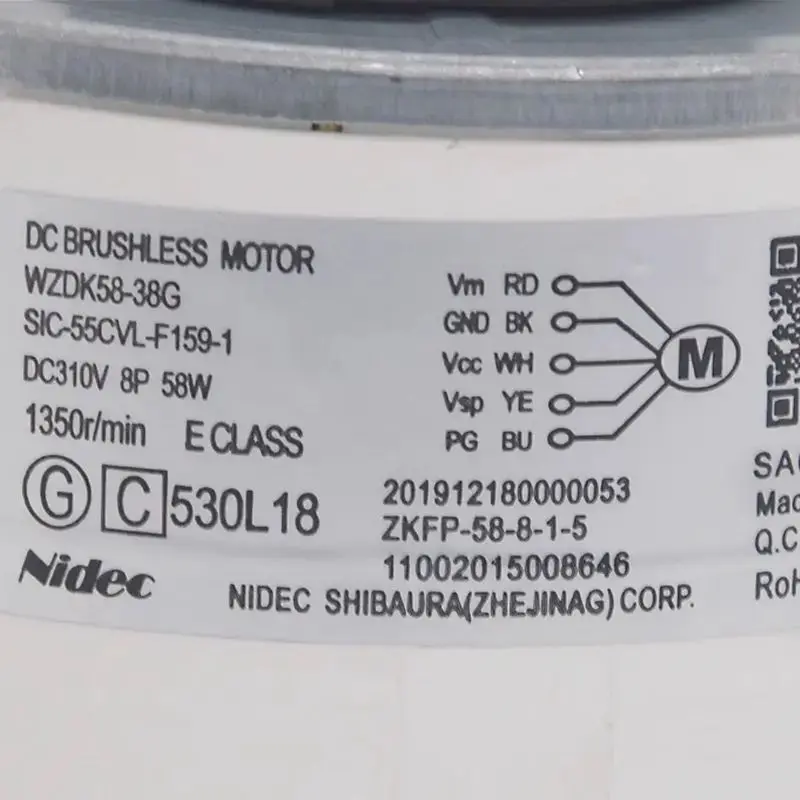 DC BRUSHLESS MOTOR
WZDK58-38G
SIC-55CVL-F159-1
DC310V 8P 58W
1350r/min E CLASS
G C 530L18
Nidec
Vm RD
GND BK
Vcc WH
Vsp YE
PG BU
M
201912180000053
ZKFP-58-8-1-5
11002015008646
NIDEC SHIBAURA(ZHEJINAG) CORP.
Q.C